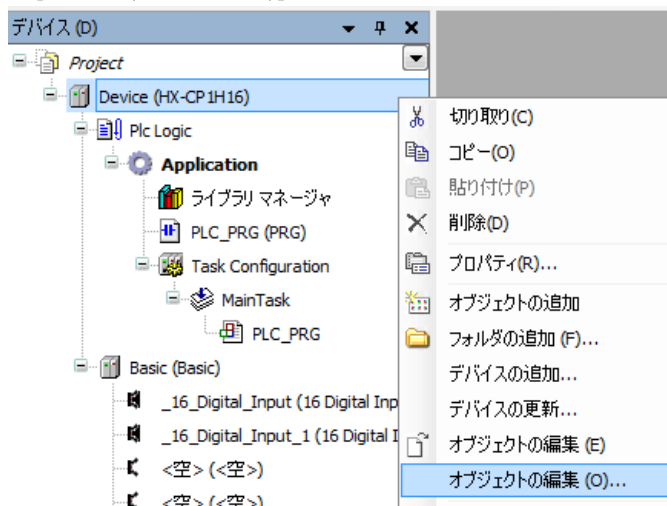 デバイス (D)
Project
Device (HX-CP1H16)
Plc Logic
Application
ライブラリ マネージャ
PLC_PRG (PRG)
Task Configuration
MainTask
PLC_PRG
Basic (Basic)
_16_Digital_Input (16 Digital Inp
_16_Digital_Input_1 (16 Digital I
<空> (<空>)
<空> (<空>)
切り取り(C)
コピー(O)
貼り付け(P)
削除(D)
プロパティ(R)...
オブジェクトの追加
フォルダの追加 (F)...
デバイスの追加...
デバイスの更新...
オブジェクトの編集 (E)
オブジェクトの編集 (O)...